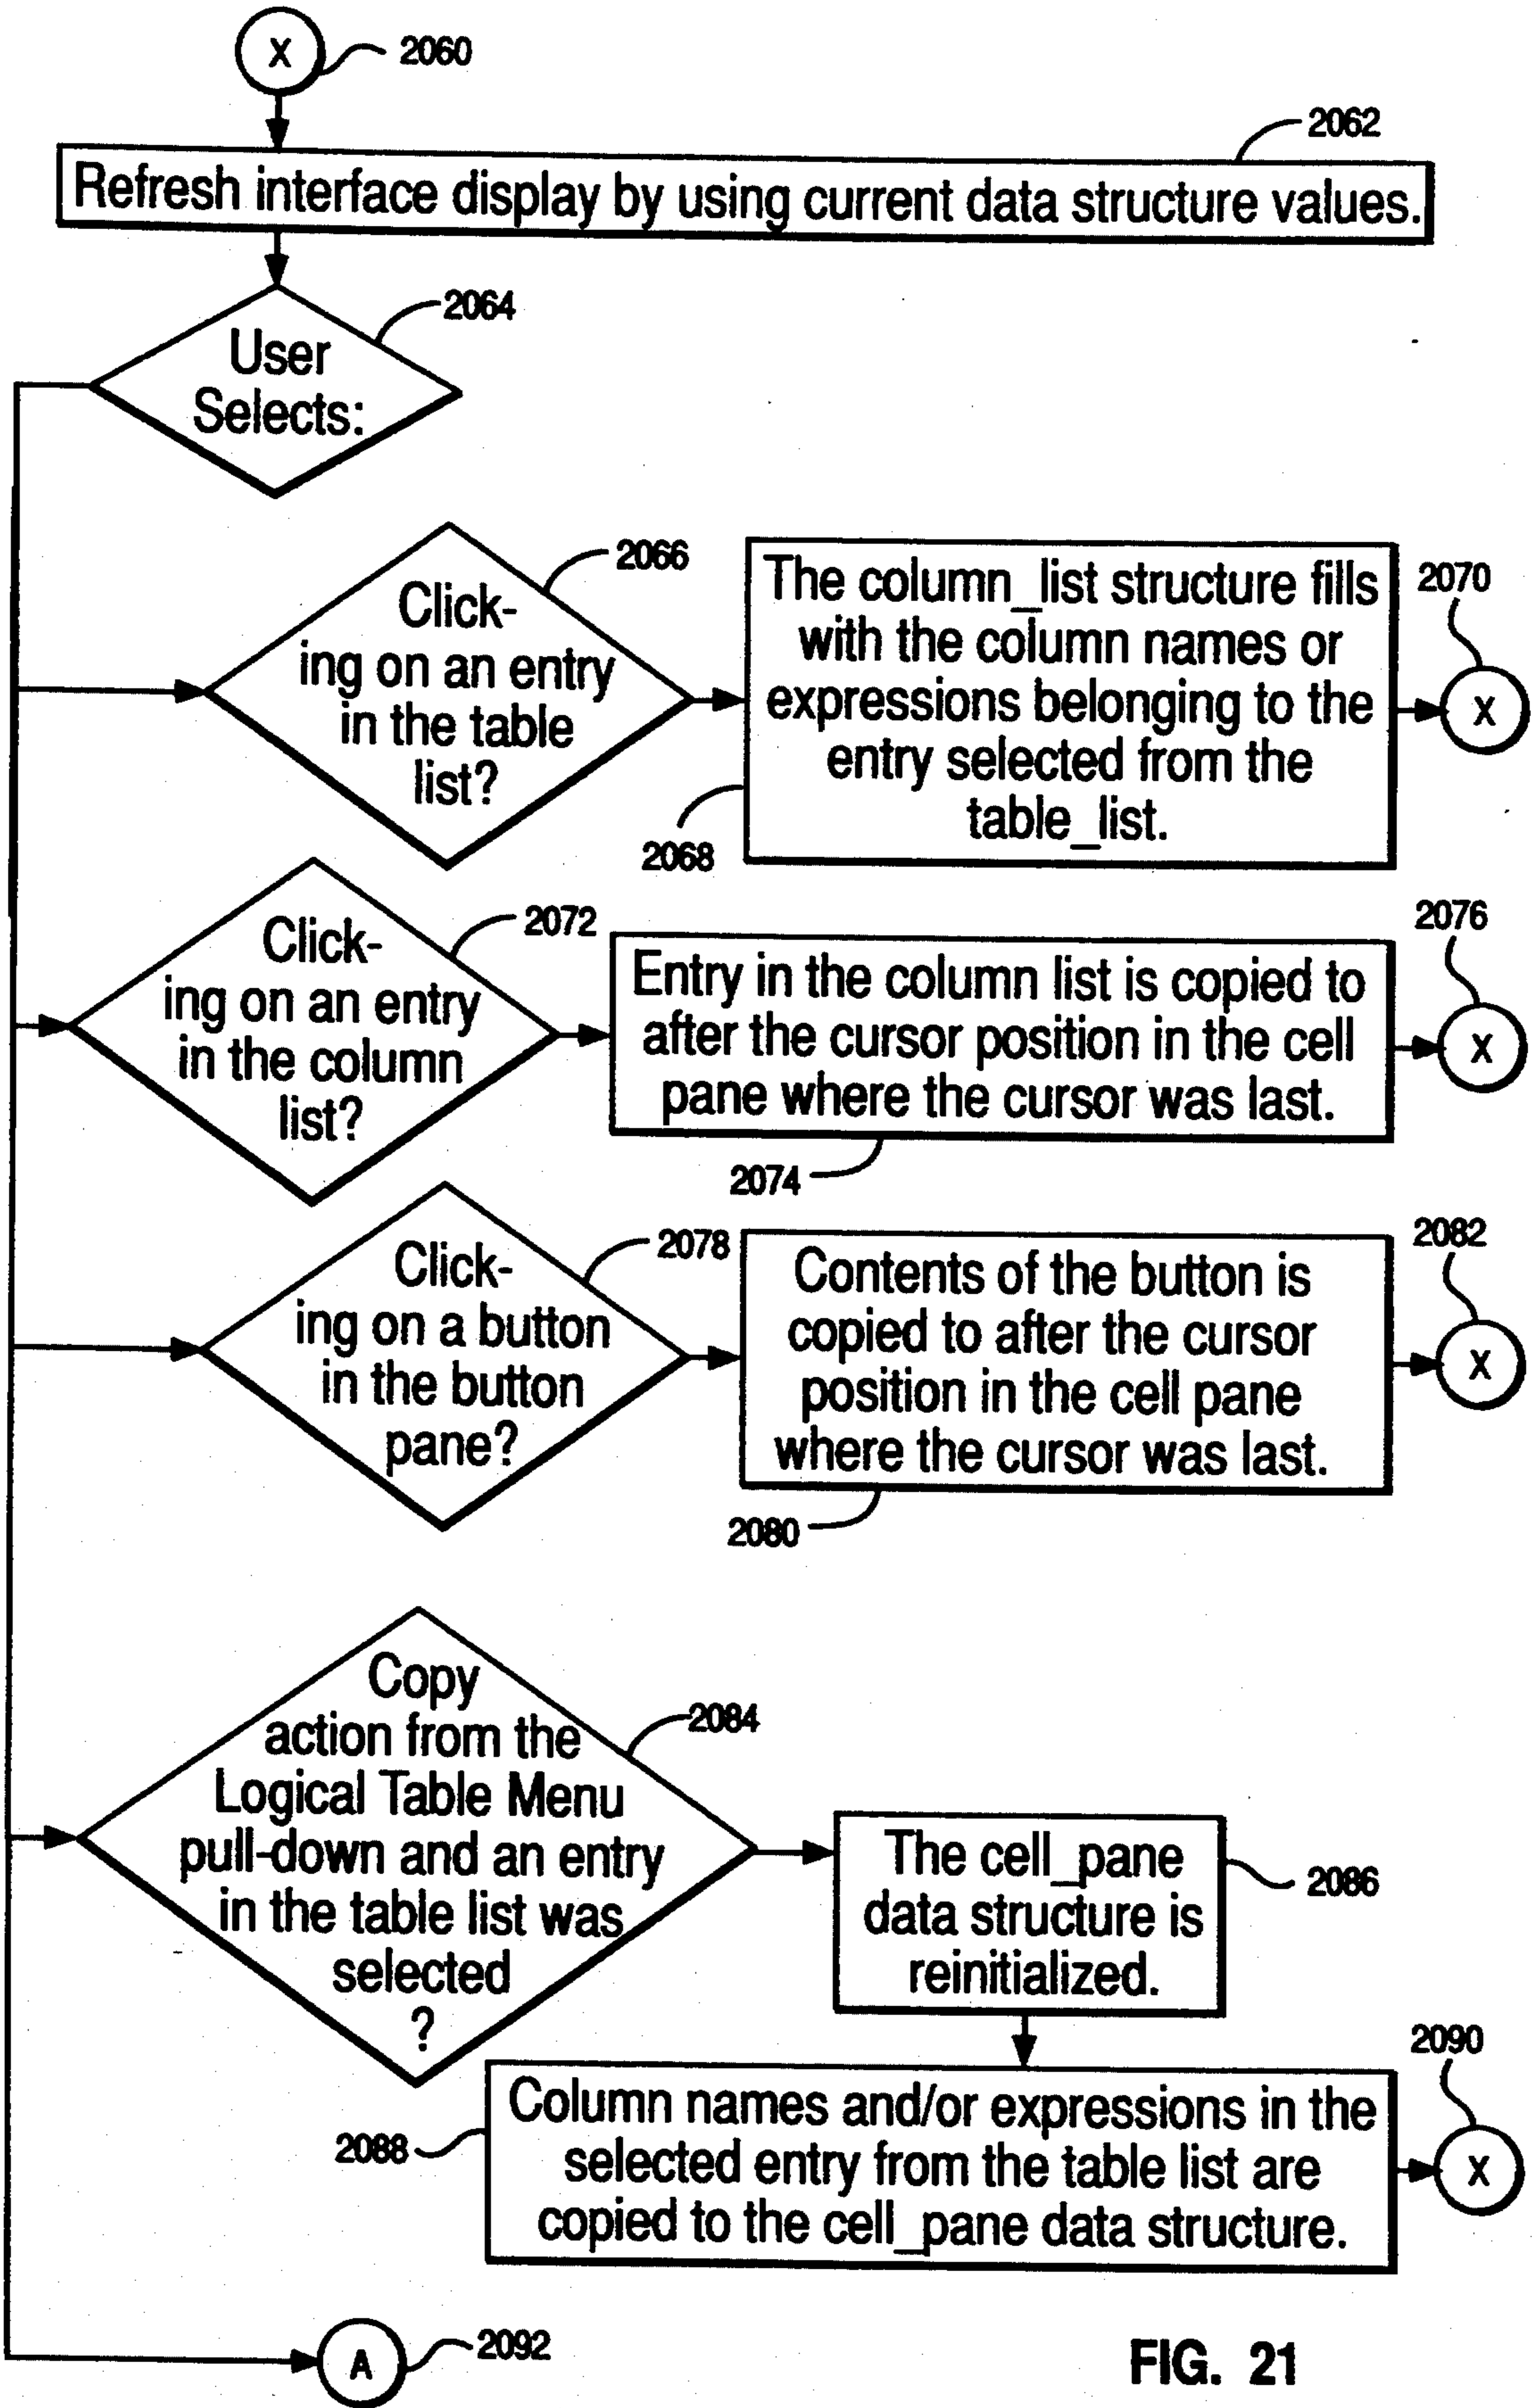 X
2060
2062
Refresh interface display by using current data structure values.
2064
User
Selects:
2066
Click-
ing on an entry
in the table
list?
The column_list structure fills
with the column names or
expressions belonging to the
entry selected from the
table_list.
2068
2070
X
2072
Click-
ing on an entry
in the column
list?
Entry in the column list is copied to
after the cursor position in the cell
pane where the cursor was last.
2074
2076
X
2078
Click-
ing on a button
in the button
pane?
Contents of the button is
copied to after the cursor
position in the cell pane
where the cursor was last.
2080
2082
X
2084
Copy
action from the
Logical Table Menu
pull-down and an entry
in the table list was
selected
?
The cell_pane
data structure is
reinitialized.
2086
2088
Column names and/or expressions in the
selected entry from the table list are
copied to the cell_pane data structure.
2090
X
A
2092
FIG. 21